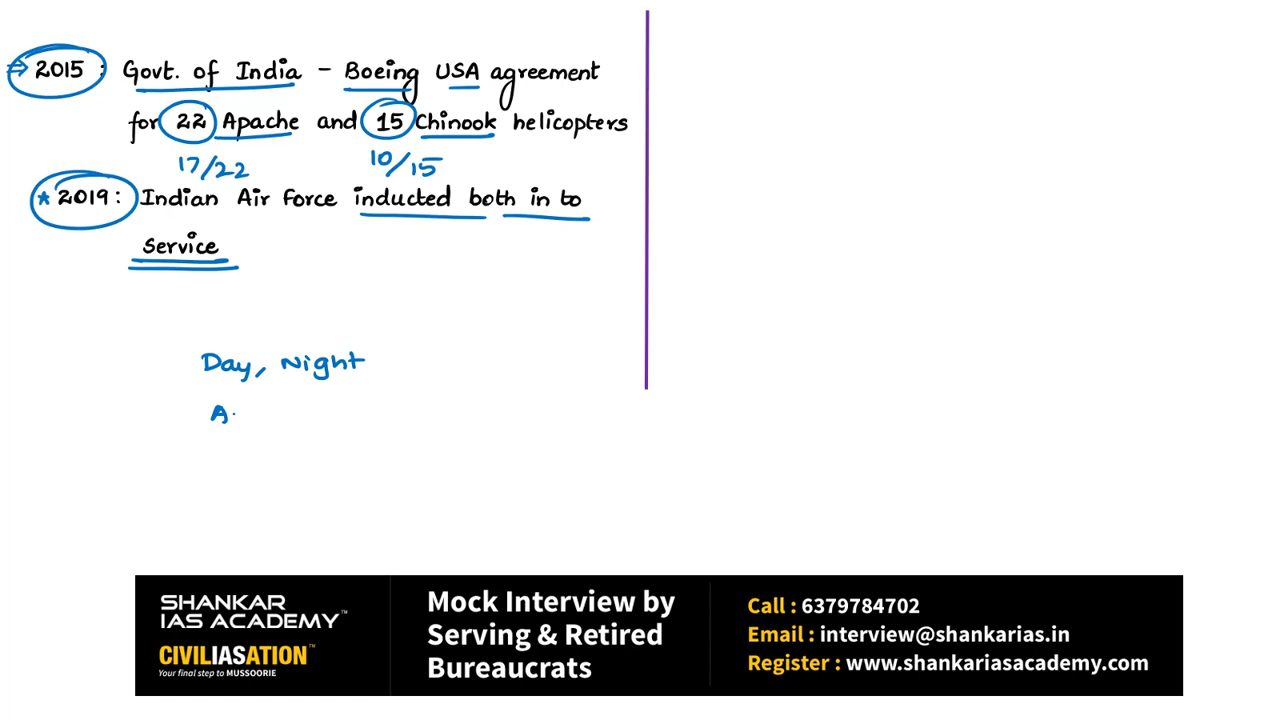 ⇒ 2015 : Govt. of India - Boeing USA agreement
for 22 Apache and 15 Chinook helicopters
17/22 10/15
* 2019 : Indian Air Force inducted both in to
Service
Day, Night
A.
SHANKAR
IAS ACADEMY™
CIVILIASATION™
Your final step to MUSSOORIE
Mock Interview by
Serving & Retired
Bureaucrats
Call : 6379784702
Email : interview@shankarias.in
Register : www.shankariasacademy.com